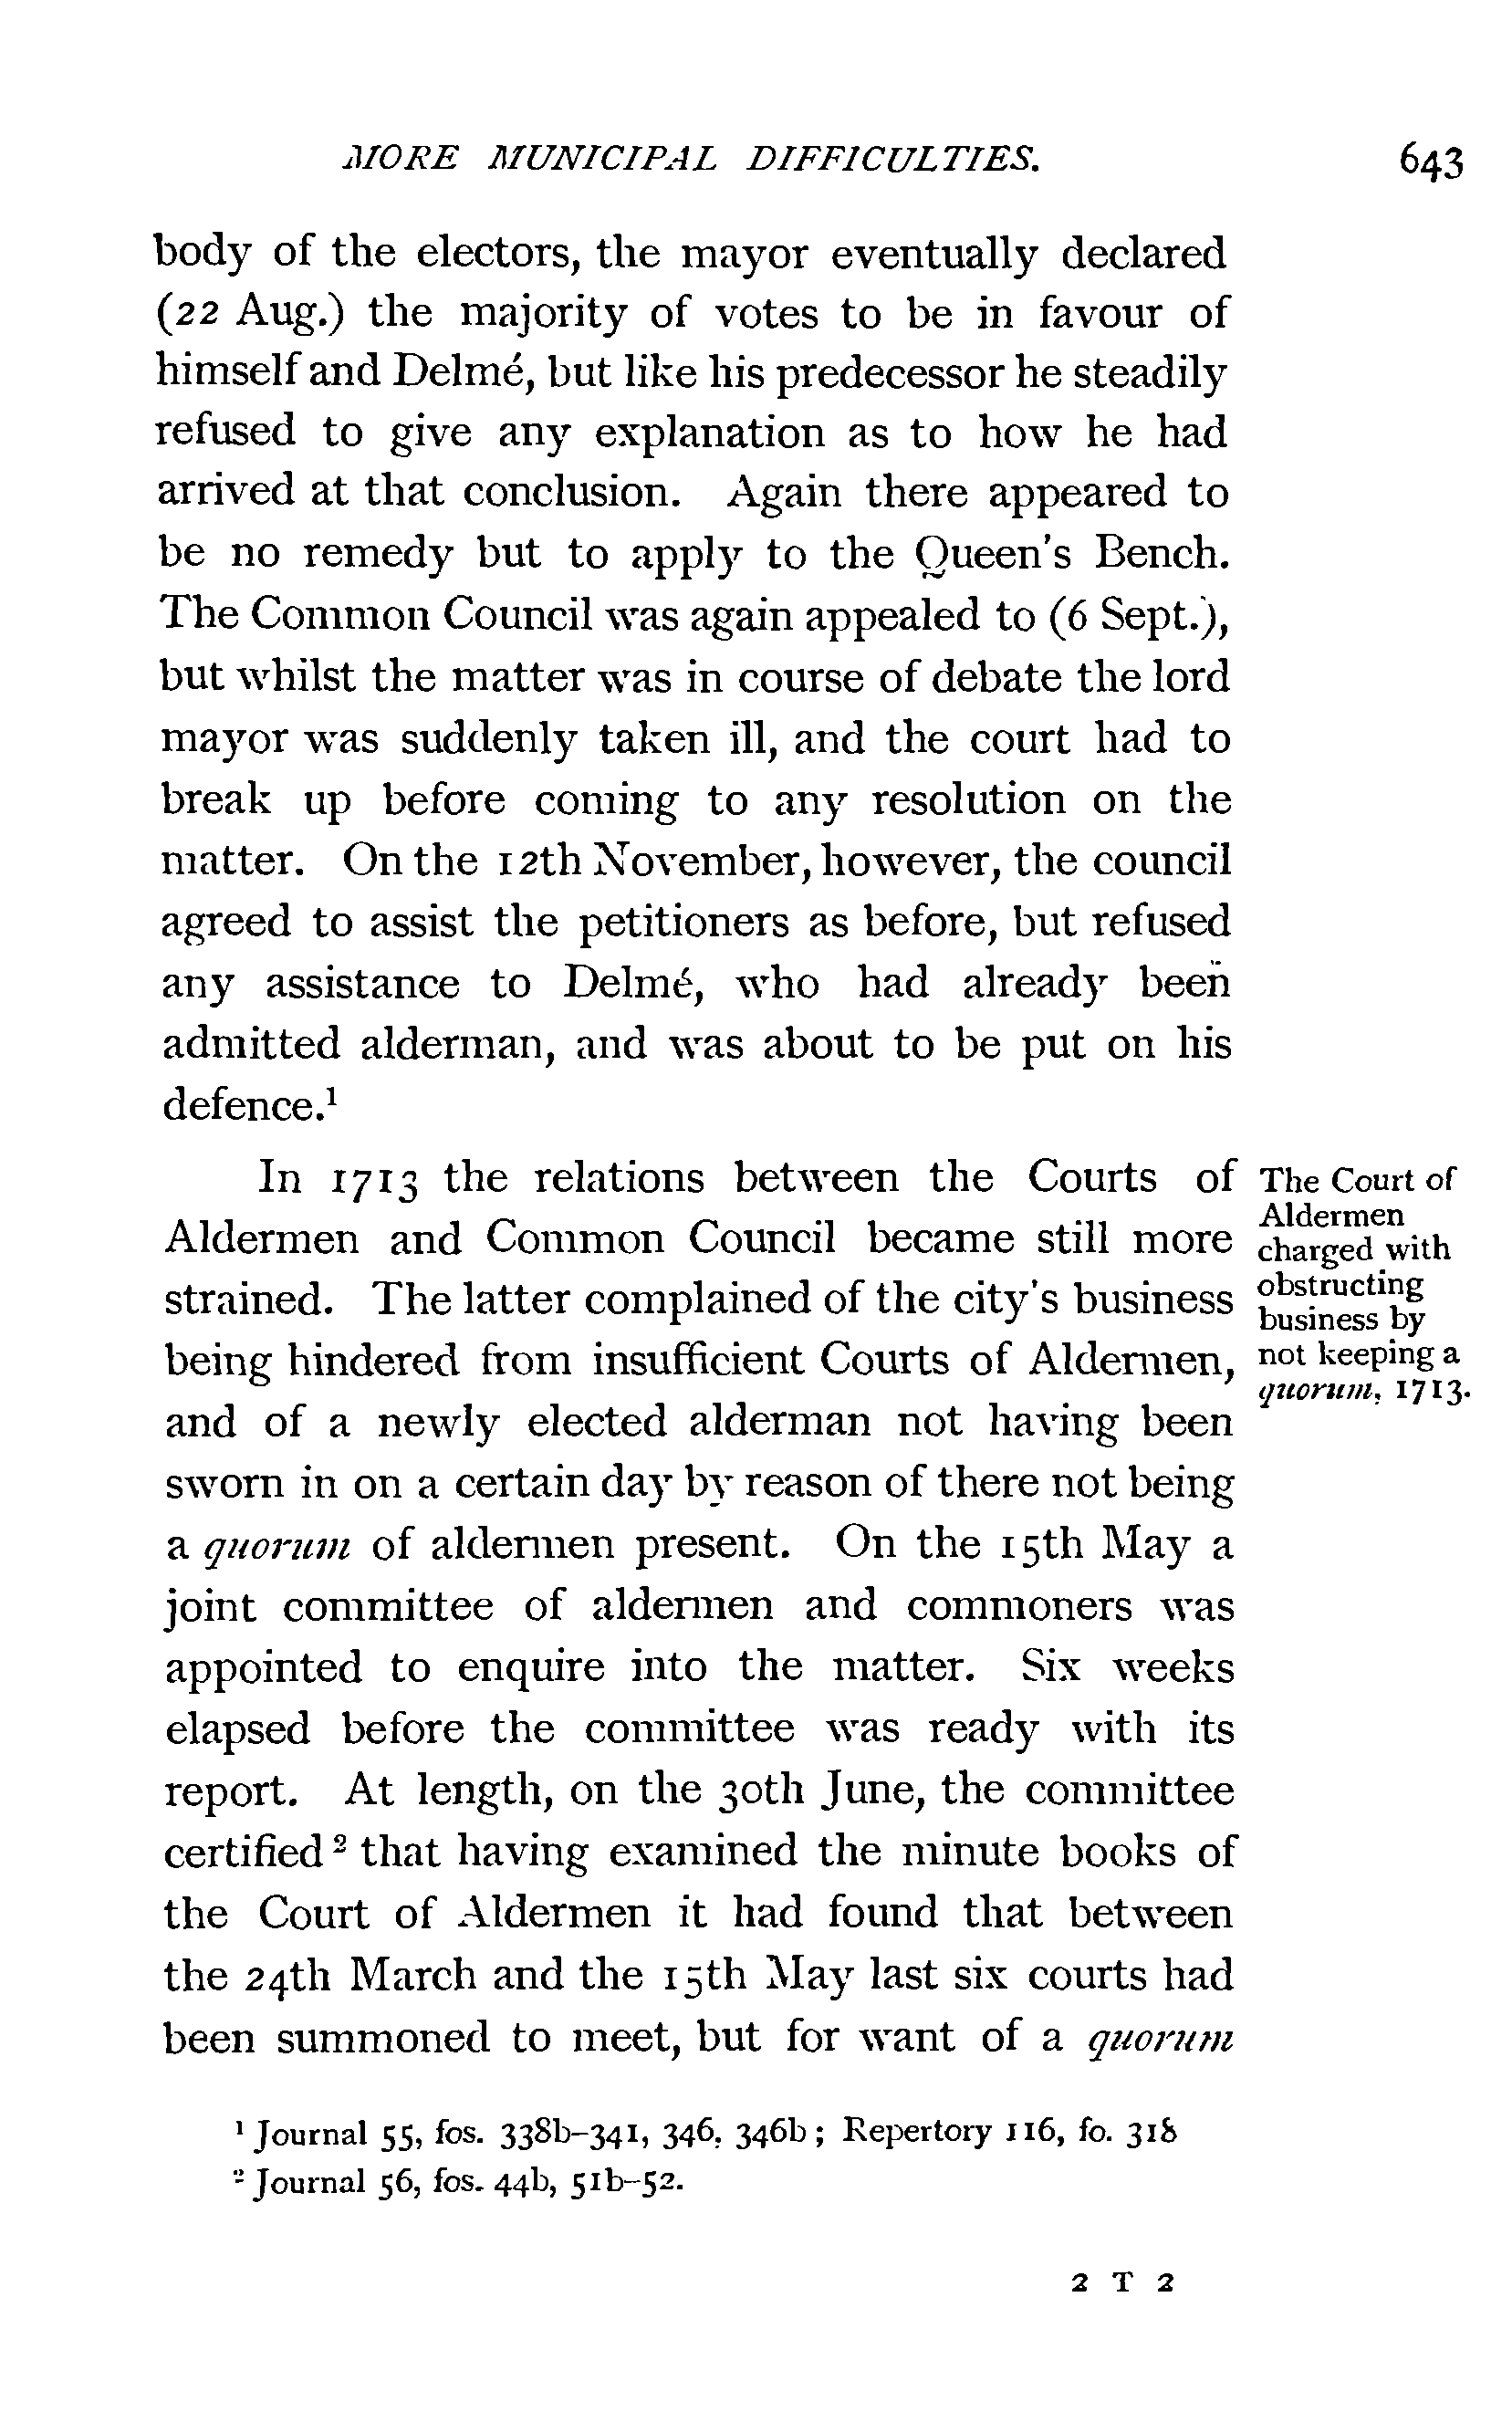 MORE MUNICIPAL DIFFICULTIES. 643
body of the electors, the mayor eventually declared
(22 Aug.) the majority of votes to be in favour of
himself and Delmé, but like his predecessor he steadily
refused to give any explanation as to how he had
arrived at that conclusion. Again there appeared to
be no remedy but to apply to the Queen's Bench.
The Common Council was again appealed to (6 Sept.),
but whilst the matter was in course of debate the lord
mayor was suddenly taken ill, and the court had to
break up before coming to any resolution on the
matter. On the 12th November, however, the council
agreed to assist the petitioners as before, but refused
any assistance to Delmé, who had already been
admitted alderman, and was about to be put on his
defence.¹
In 1713 the relations between the Courts of
Aldermen and Common Council became still more
strained. The latter complained of the city's business
being hindered from insufficient Courts of Aldermen,
and of a newly elected alderman not having been
sworn in on a certain day by reason of there not being
a quorum of aldermen present. On the 15th May a
joint committee of aldermen and commoners was
appointed to enquire into the matter. Six weeks
elapsed before the committee was ready with its
report. At length, on the 30th June, the committee
certified ² that having examined the minute books of
the Court of Aldermen it had found that between
the 24th March and the 15th May last six courts had
been summoned to meet, but for want of a quorum
The Court of
Aldermen
charged with
obstructing
business by
not keeping a
quorum, 1713.
¹ Journal 55, fos. 338b–341, 346, 346b; Repertory 116, fo. 318
² Journal 56, fos. 44b, 51b–52.
2 T 2